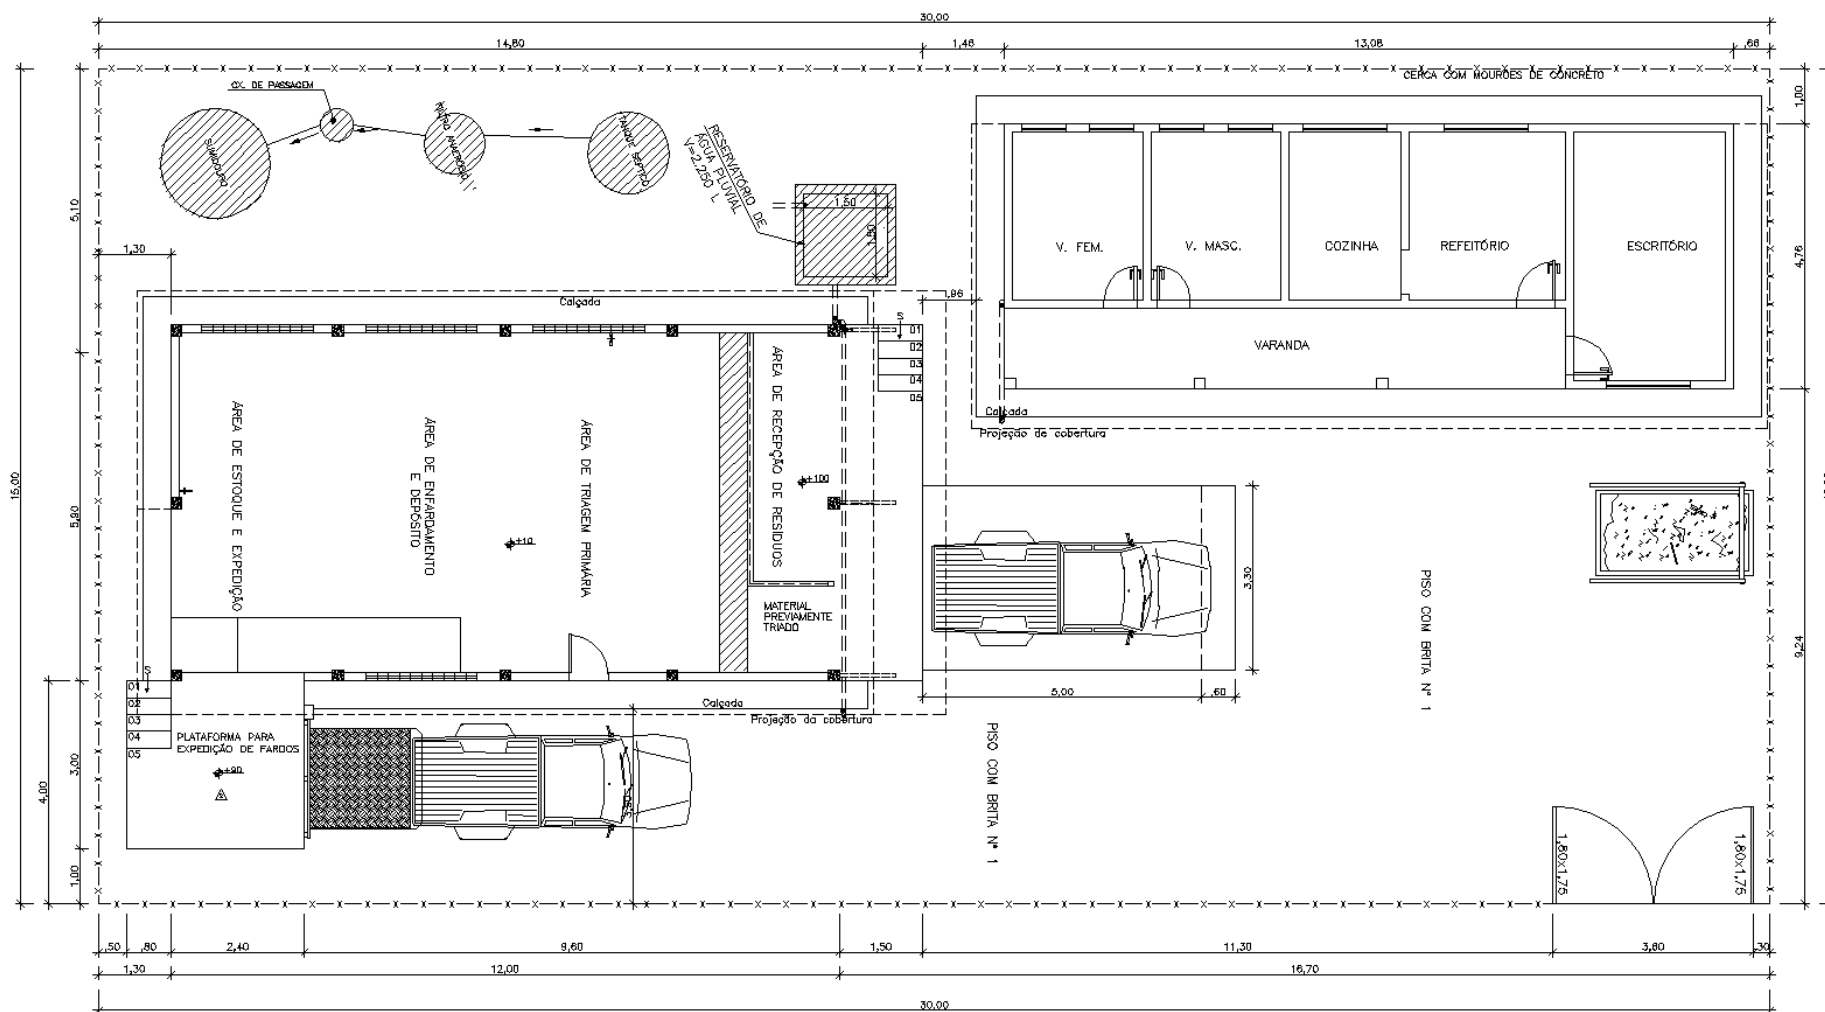 30,00
14,80
1,46
13,08
,66
CERCA COM MOURÕES DE CONCRETO
CX. DE PASSAGEM
SUMIDOURO
FILTRO ANAERÓBIO
TANQUE SÉPTICO
RESERVATÓRIO DE
ÁGUA PLUVIAL
V=2.250 L
1,50
1,50
1,00
5,10
1,30
V. FEM.
V. MASC.
COZINHA
REFEITÓRIO
ESCRITÓRIO
4,76
,96
Calçada
S
01
02
03
04
05
VARANDA
Calçada
Projeção de cobertura
ÁREA DE ESTOQUE E EXPEDIÇÃO
ÁREA DE ENFARDAMENTO
E DEPÓSITO
ÁREA DE TRIAGEM PRIMÁRIA
ÁREA DE RECEPÇÃO DE RESÍDUOS
+100
+10
15,00
5,90
MATERIAL
PREVIAMENTE
TRIADO
3,30
PISO COM BRITA Nº 1
9,24
5,00
,60
S
01
02
03
04
05
Calçada
Projeção da cobertura
PLATAFORMA PARA
EXPEDIÇÃO DE FARDOS
+90
PISO COM BRITA Nº 1
4,00
3,00
1,00
1,80x1,75
1,80x1,75
,50
,80
2,40
9,60
1,50
11,30
3,60
,30
1,30
12,00
16,70
30,00